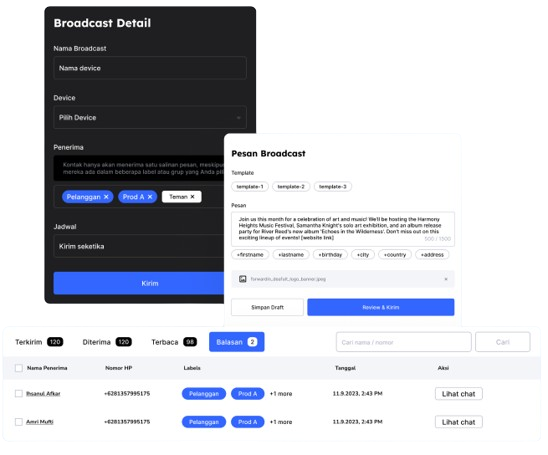 Broadcast Detail
Nama Broadcast
Nama device
Device
Pilih Device
Penerima
Kontak hanya akan menerima satu salinan pesan, meskipun
mereka ada dalam beberapa label atau grup yang Anda pili
Pelanggan × Prod A × Teman ×
Jadwal
Kirim seketika
Kirim
Pesan Broadcast
Template
template-1 template-2 template-3
Pesan
Join us this month for a celebration of art and music! We'll be hosting the Harmony
Heights Music Festival, Samantha Knight's solo art exhibition, and an album release
party for River Reed's new album 'Echoes in the Wilderness'. Don't miss out on this
exciting lineup of events! [website link]
500 / 1000
+firstname +lastname +birthday +city +country +address
Simpan Draft Review & Kirim
Terkirim 120 Diterima 120 Terbaca 98 Balasan 2 Cari nama / nomor Cari
Nama Penerima Nomor HP Labels Tanggal Aksi
Ihsanul Afkar +6281357995175 Pelanggan Prod A +1 more 11.9.2023, 2:43 PM Lihat chat
Amri Mufti +6281357995175 Pelanggan Prod A +1 more 11.9.2023, 2:43 PM Lihat chat